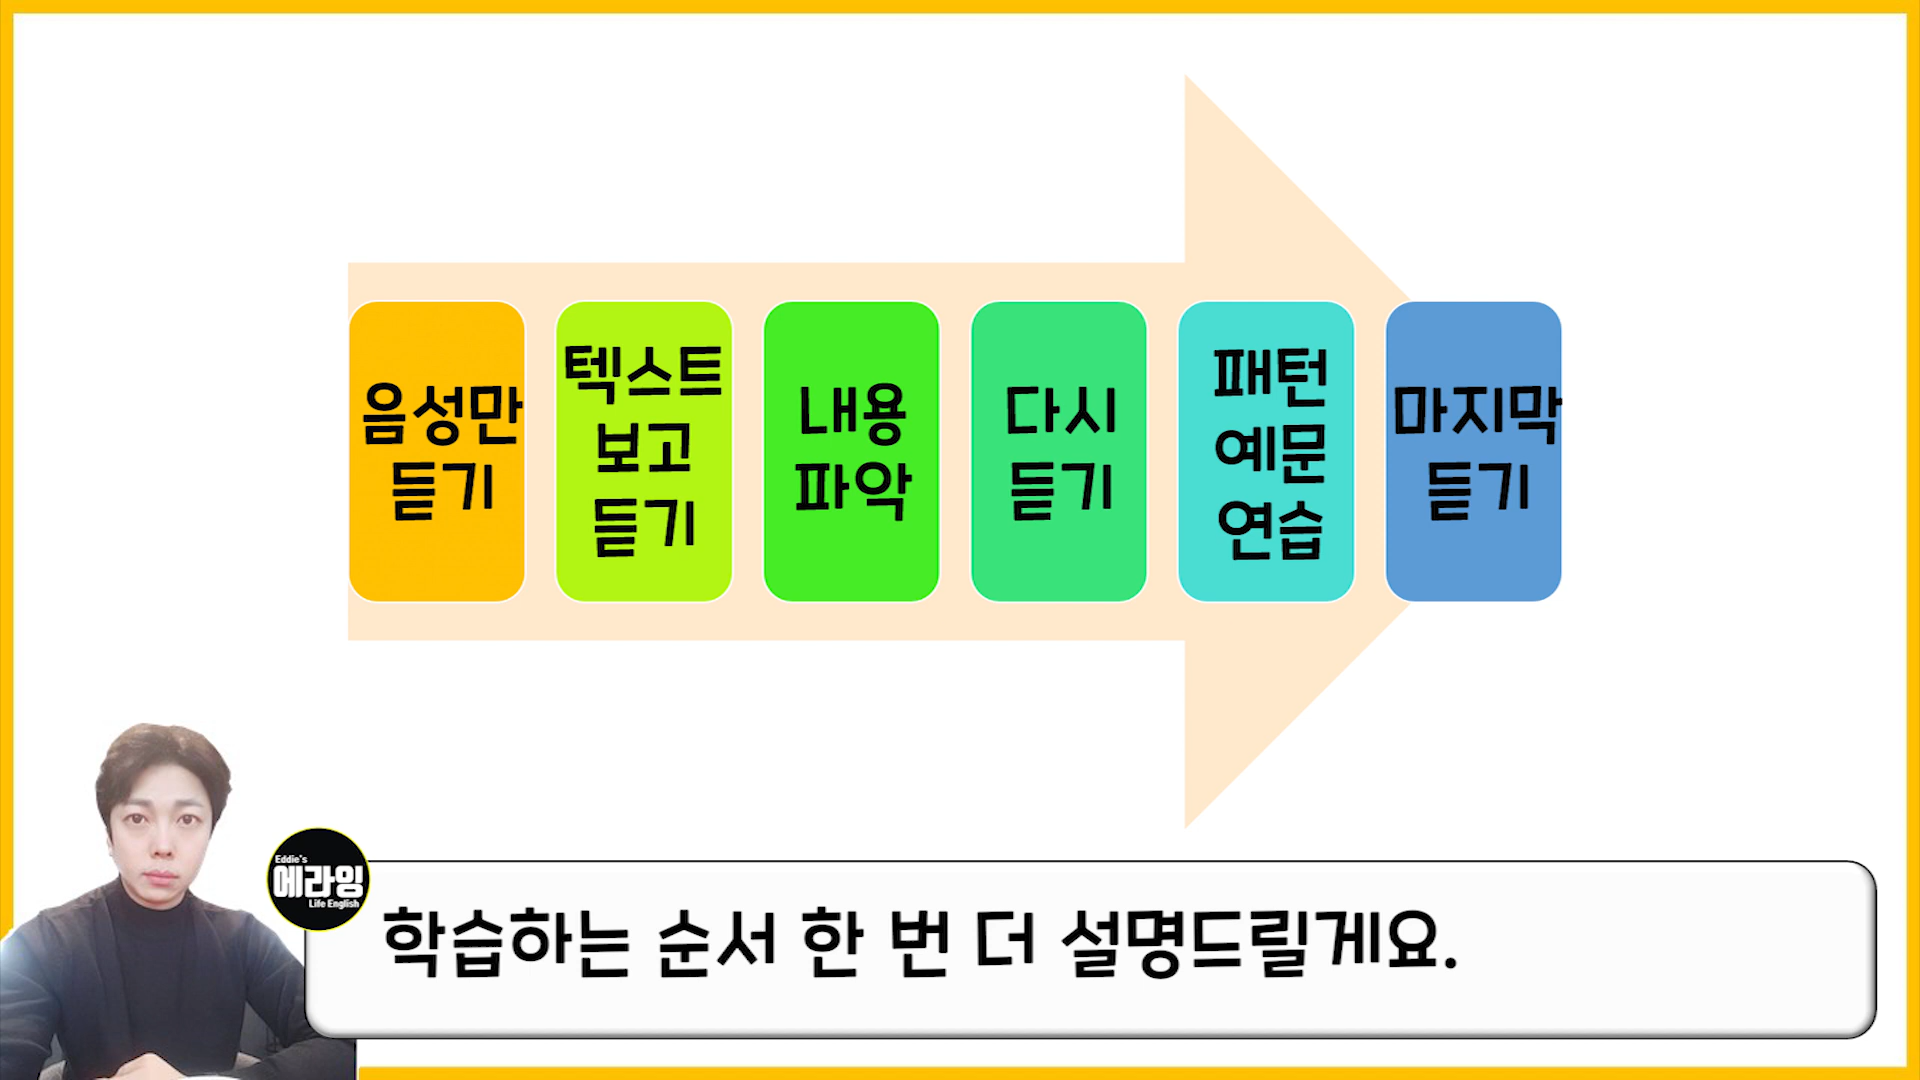 음성만
듣기
텍스트
보고
듣기
내용
파악
다시
듣기
패턴
예문
연습
마지막
듣기
Eddie's
에라잉
Life English
학습하는 순서 한 번 더 설명드릴게요.